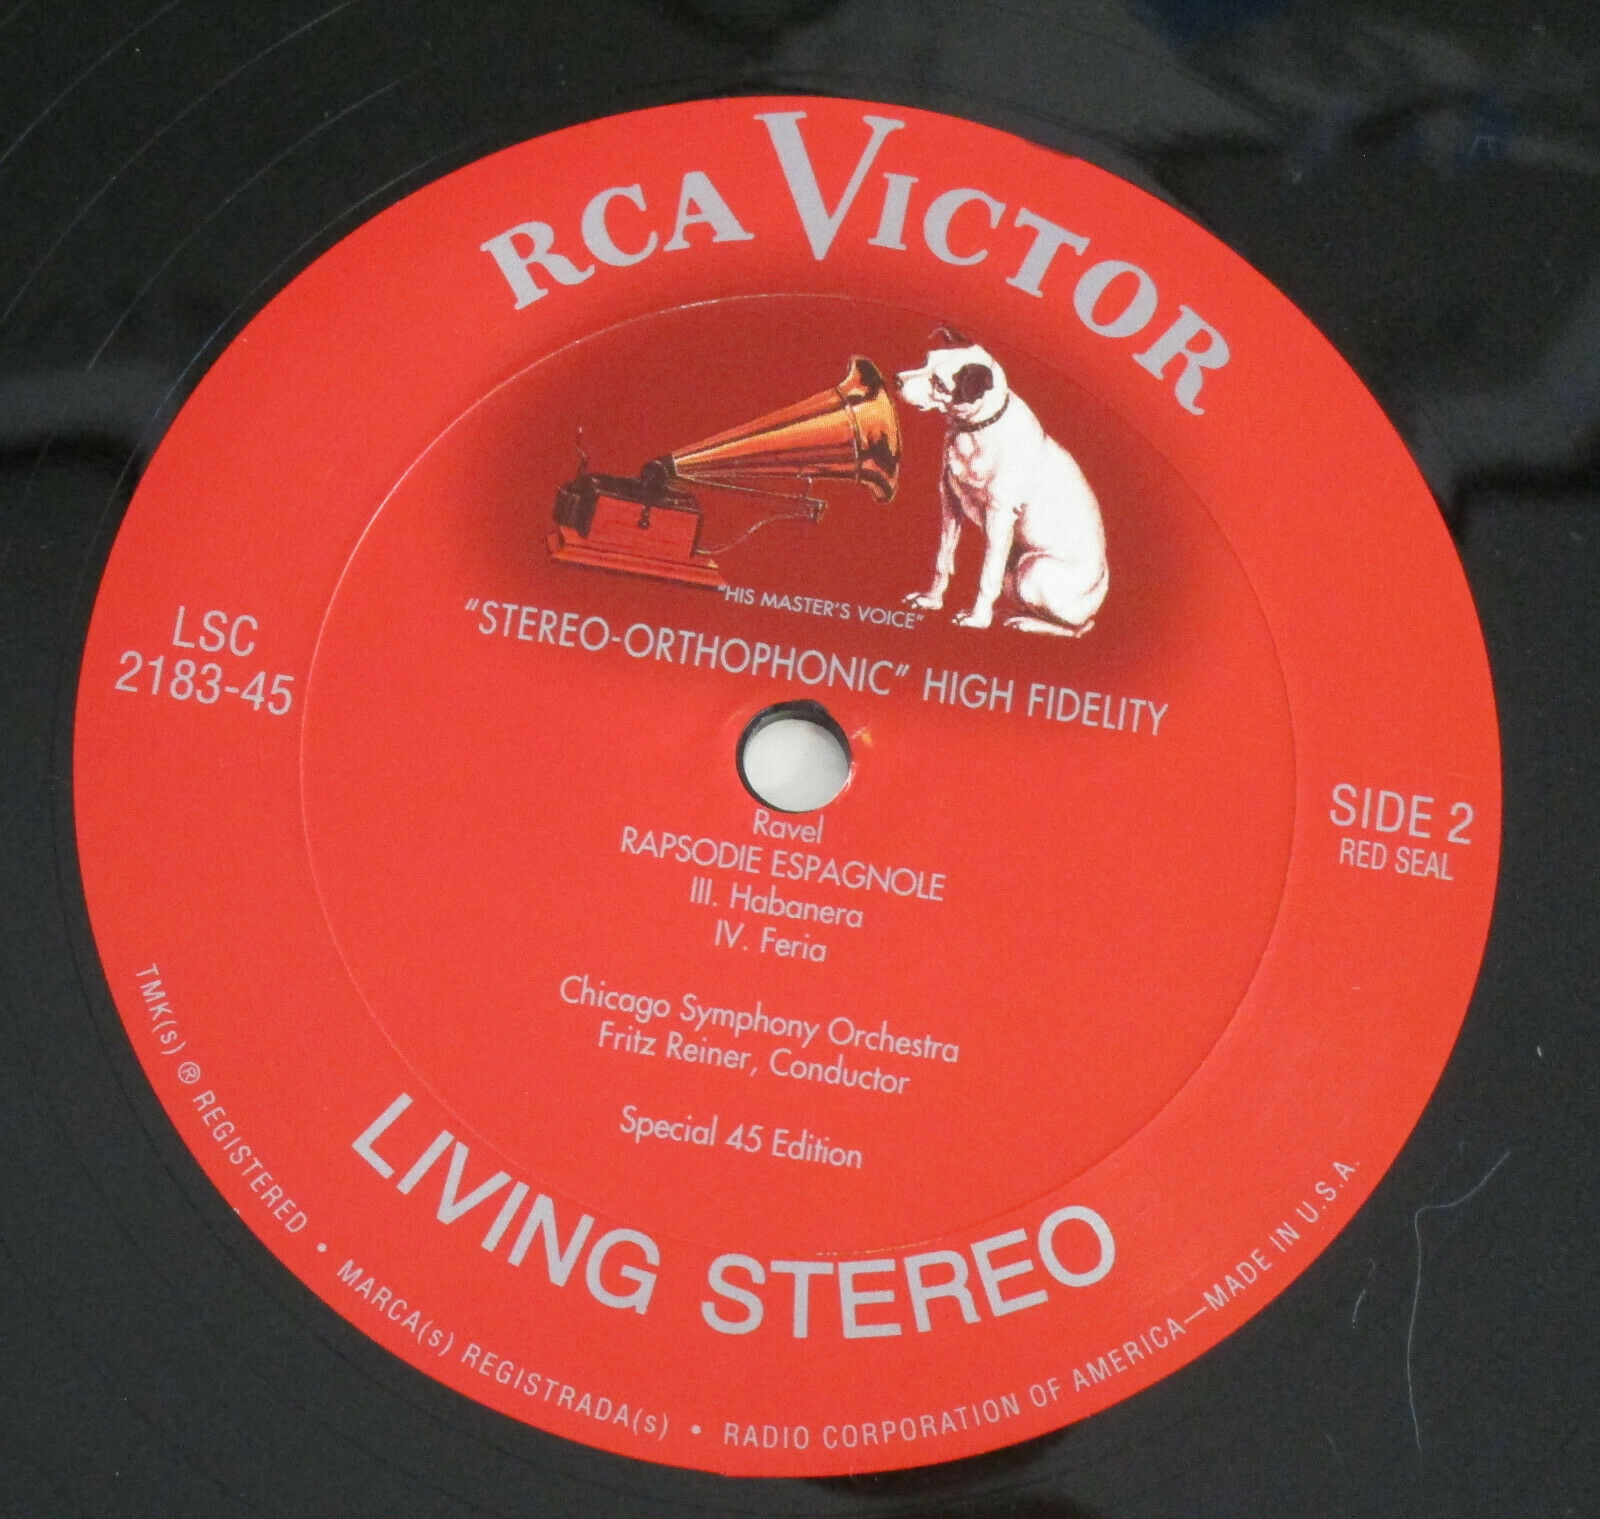 RCA VICTOR
"HIS MASTER'S VOICE"
"STEREO-ORTHOPHONIC" HIGH FIDELITY
LSC
2183-45
SIDE 2
RED SEAL
Ravel
RAPSODIE ESPAGNOLE
III. Habanera
IV. Feria
Chicago Symphony Orchestra
Fritz Reiner, Conductor
Special 45 Edition
LIVING STEREO
TMK(s) ® REGISTERED • MARCA(s) REGISTRADA(s) • RADIO CORPORATION OF AMERICA—MADE IN U.S.A.